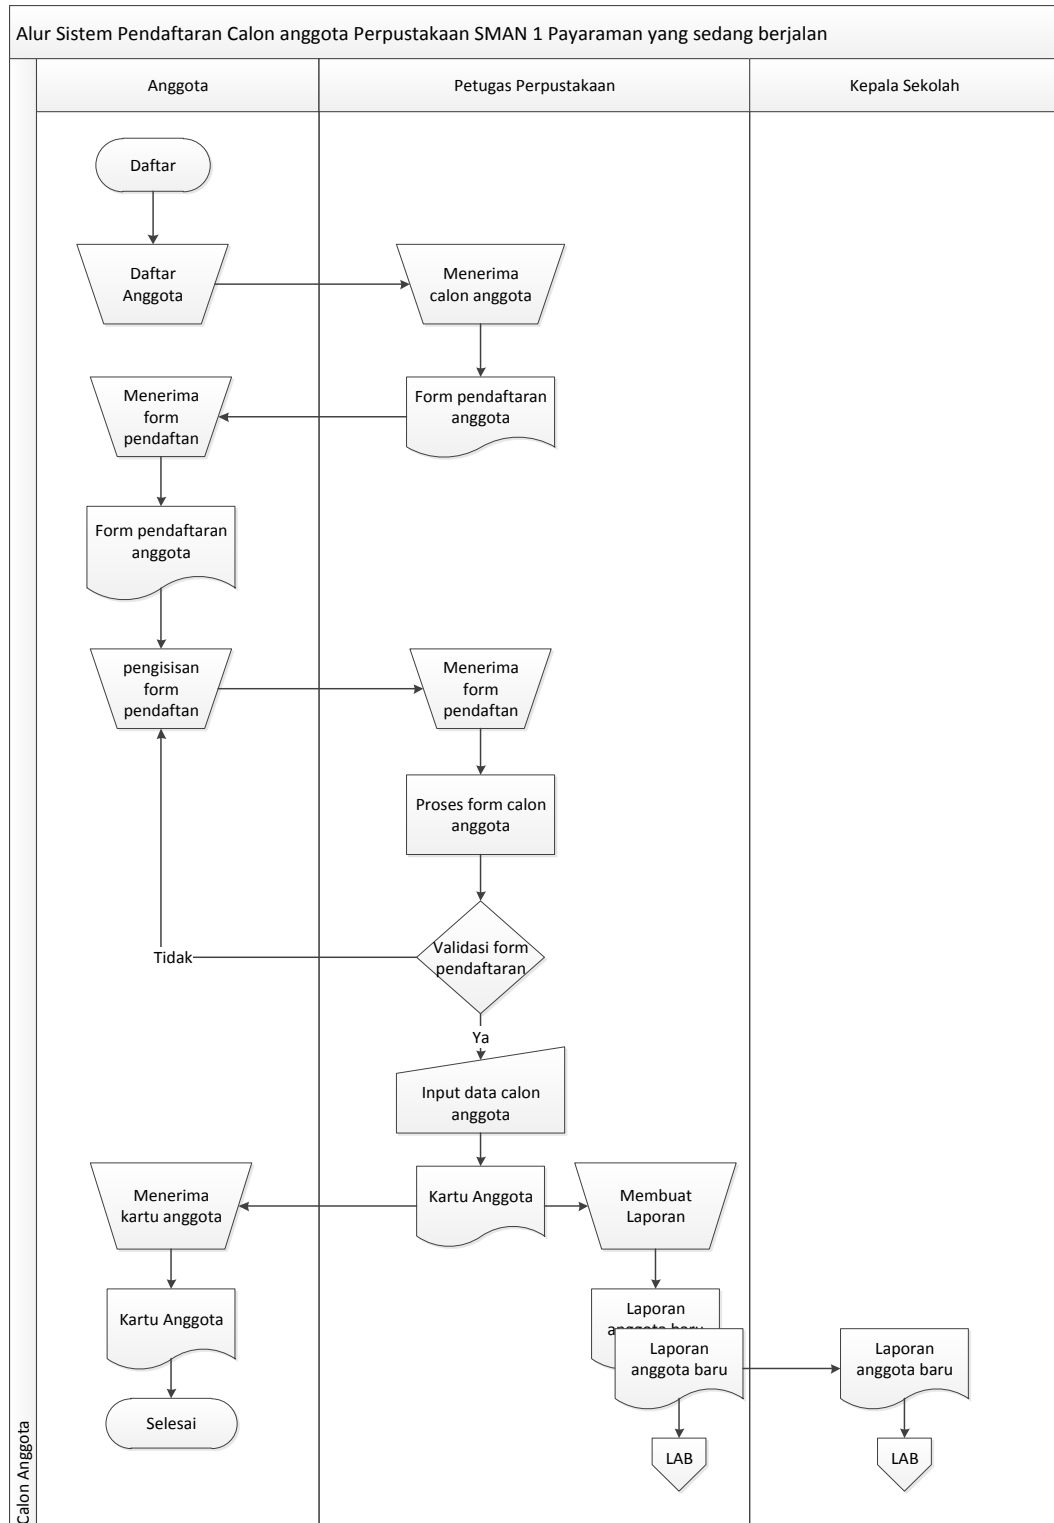 Alur Sistem Pendaftaran Calon anggota Perpustakaan SMAN 1 Payaraman yang sedang berjalan
Anggota
Petugas Perpustakaan
Kepala Sekolah
Daftar
Daftar
Anggota
Menerima
calon anggota
Menerima
form
pendaftan
Form pendaftaran
anggota
Form pendaftaran
anggota
pengisisan
form
pendaftan
Menerima
form
pendaftan
Proses form calon
anggota
Validasi form
pendaftaran
Tidak
Ya
Input data calon
anggota
Menerima
kartu anggota
Kartu Anggota
Membuat
Laporan
Kartu Anggota
Laporan
anggota baru
Laporan
anggota baru
Laporan
anggota baru
Selesai
LAB
LAB
Calon Anggota